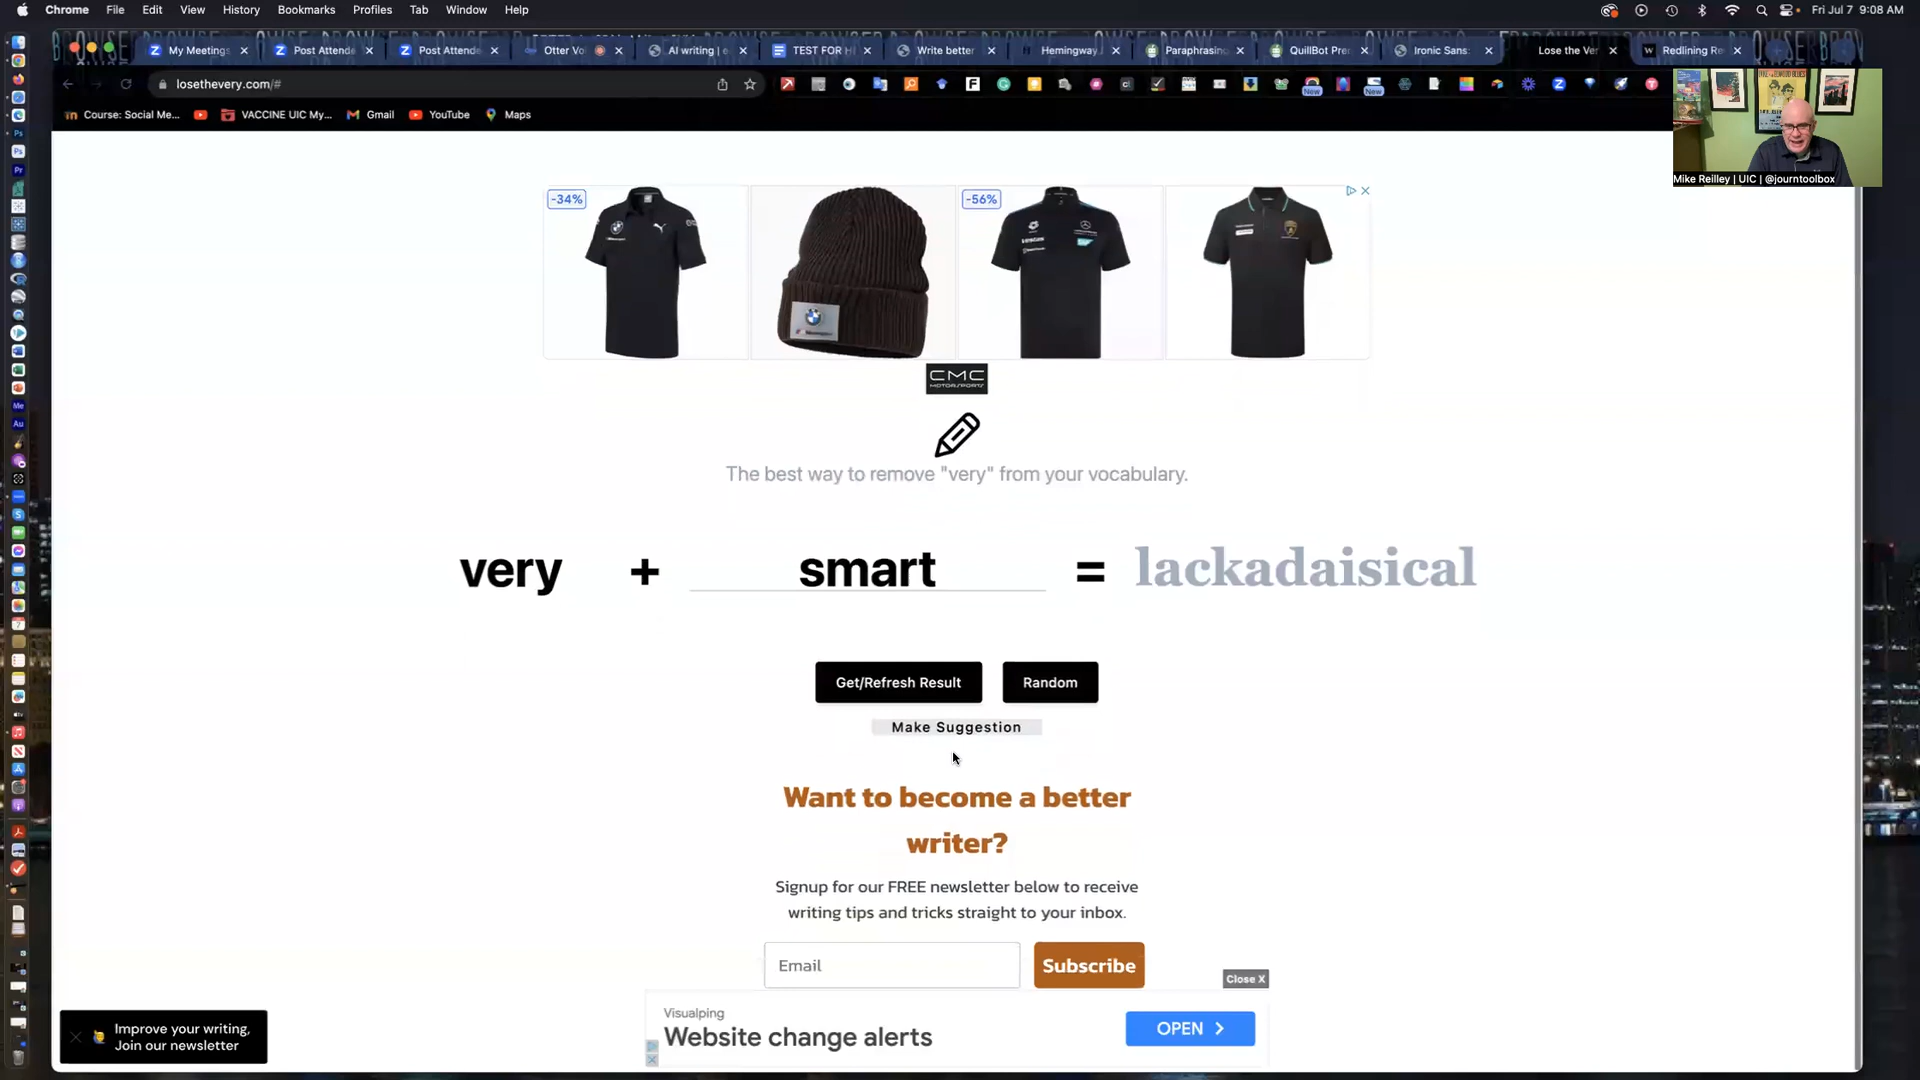 Chrome File Edit View History Bookmarks Profiles Tab Window Help Fri Jul 7 9:08 AM
My Meetings Post Attende Post Attende Otter Vo AI writing | e TEST FOR H Write better Hemingway Paraphrasin QuillBot Pre Ironic Sans: Lose the Ver Redlining Re
losethevery.com/#
New New
Course: Social Me... VACCINE UIC My... Gmail YouTube Maps
Mike Reilley | UIC | @journtoolbox
-34% -56%
CMC
MOTORSPORTS
The best way to remove "very" from your vocabulary.
very + smart = lackadaisical
Get/Refresh Result Random
Make Suggestion
Want to become a better
writer?
Signup for our FREE newsletter below to receive
writing tips and tricks straight to your inbox.
Email Subscribe
Close X
Visualping
Website change alerts
OPEN
Improve your writing,
Join our newsletter